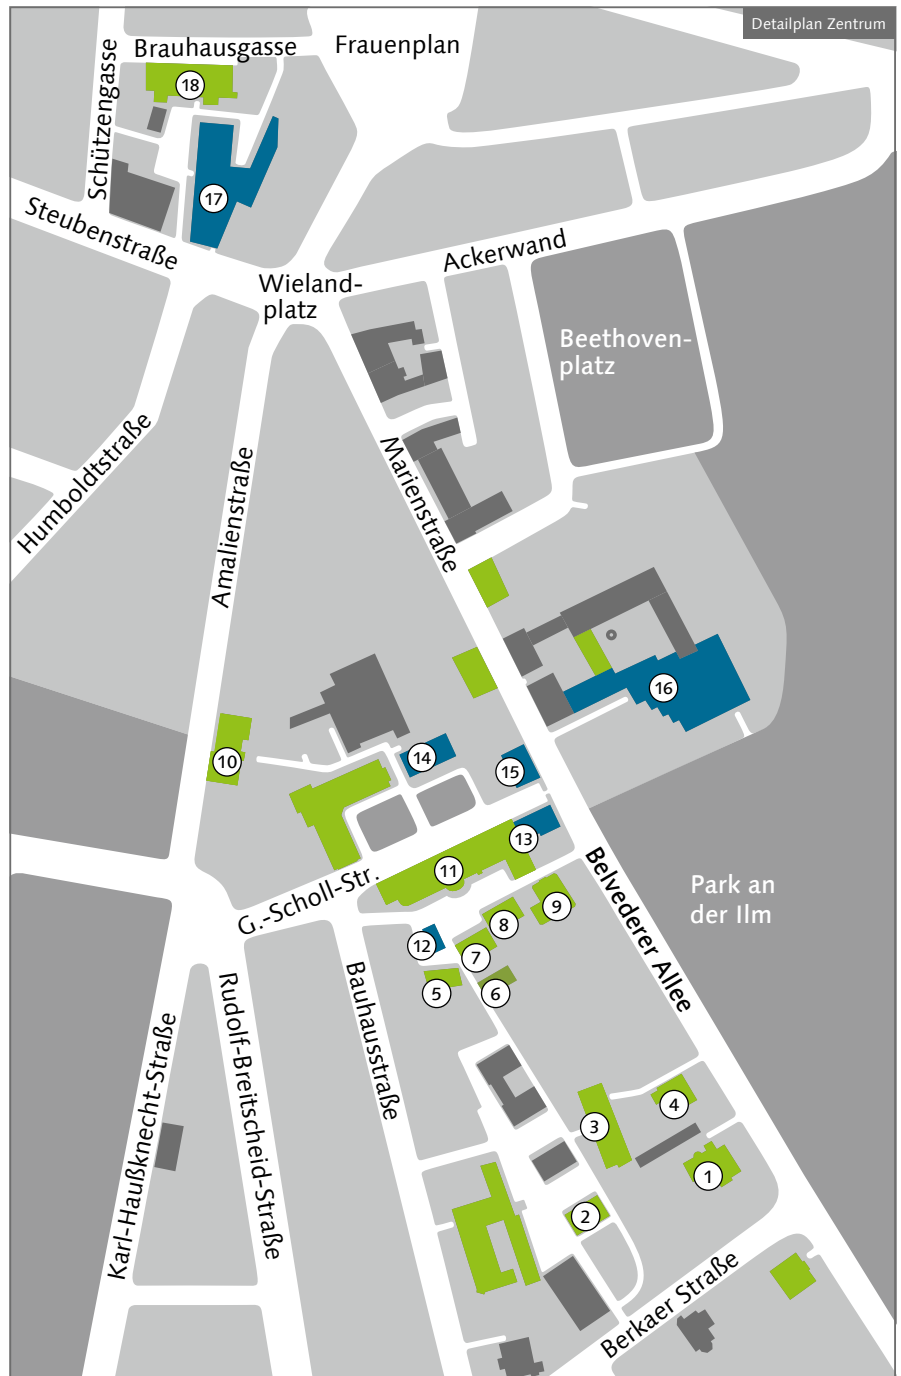 Detailplan Zentrum
Brauhausgasse
Frauenplan
Schützengasse
18
17
Steubenstraße
Wieland-
platz
Ackerwand
Beethoven-
platz
Humboldtstraße
Amalienstraße
Marienstraße
16
10
14
15
13
11
G.-Scholl-Str.
Belvederer Allee
Park an
der Ilm
9
8
12
7
5
6
Karl-Haußknecht-Straße
Rudolf-Breitscheid-Straße
Bauhausstraße
4
3
1
2
Berkaer Straße